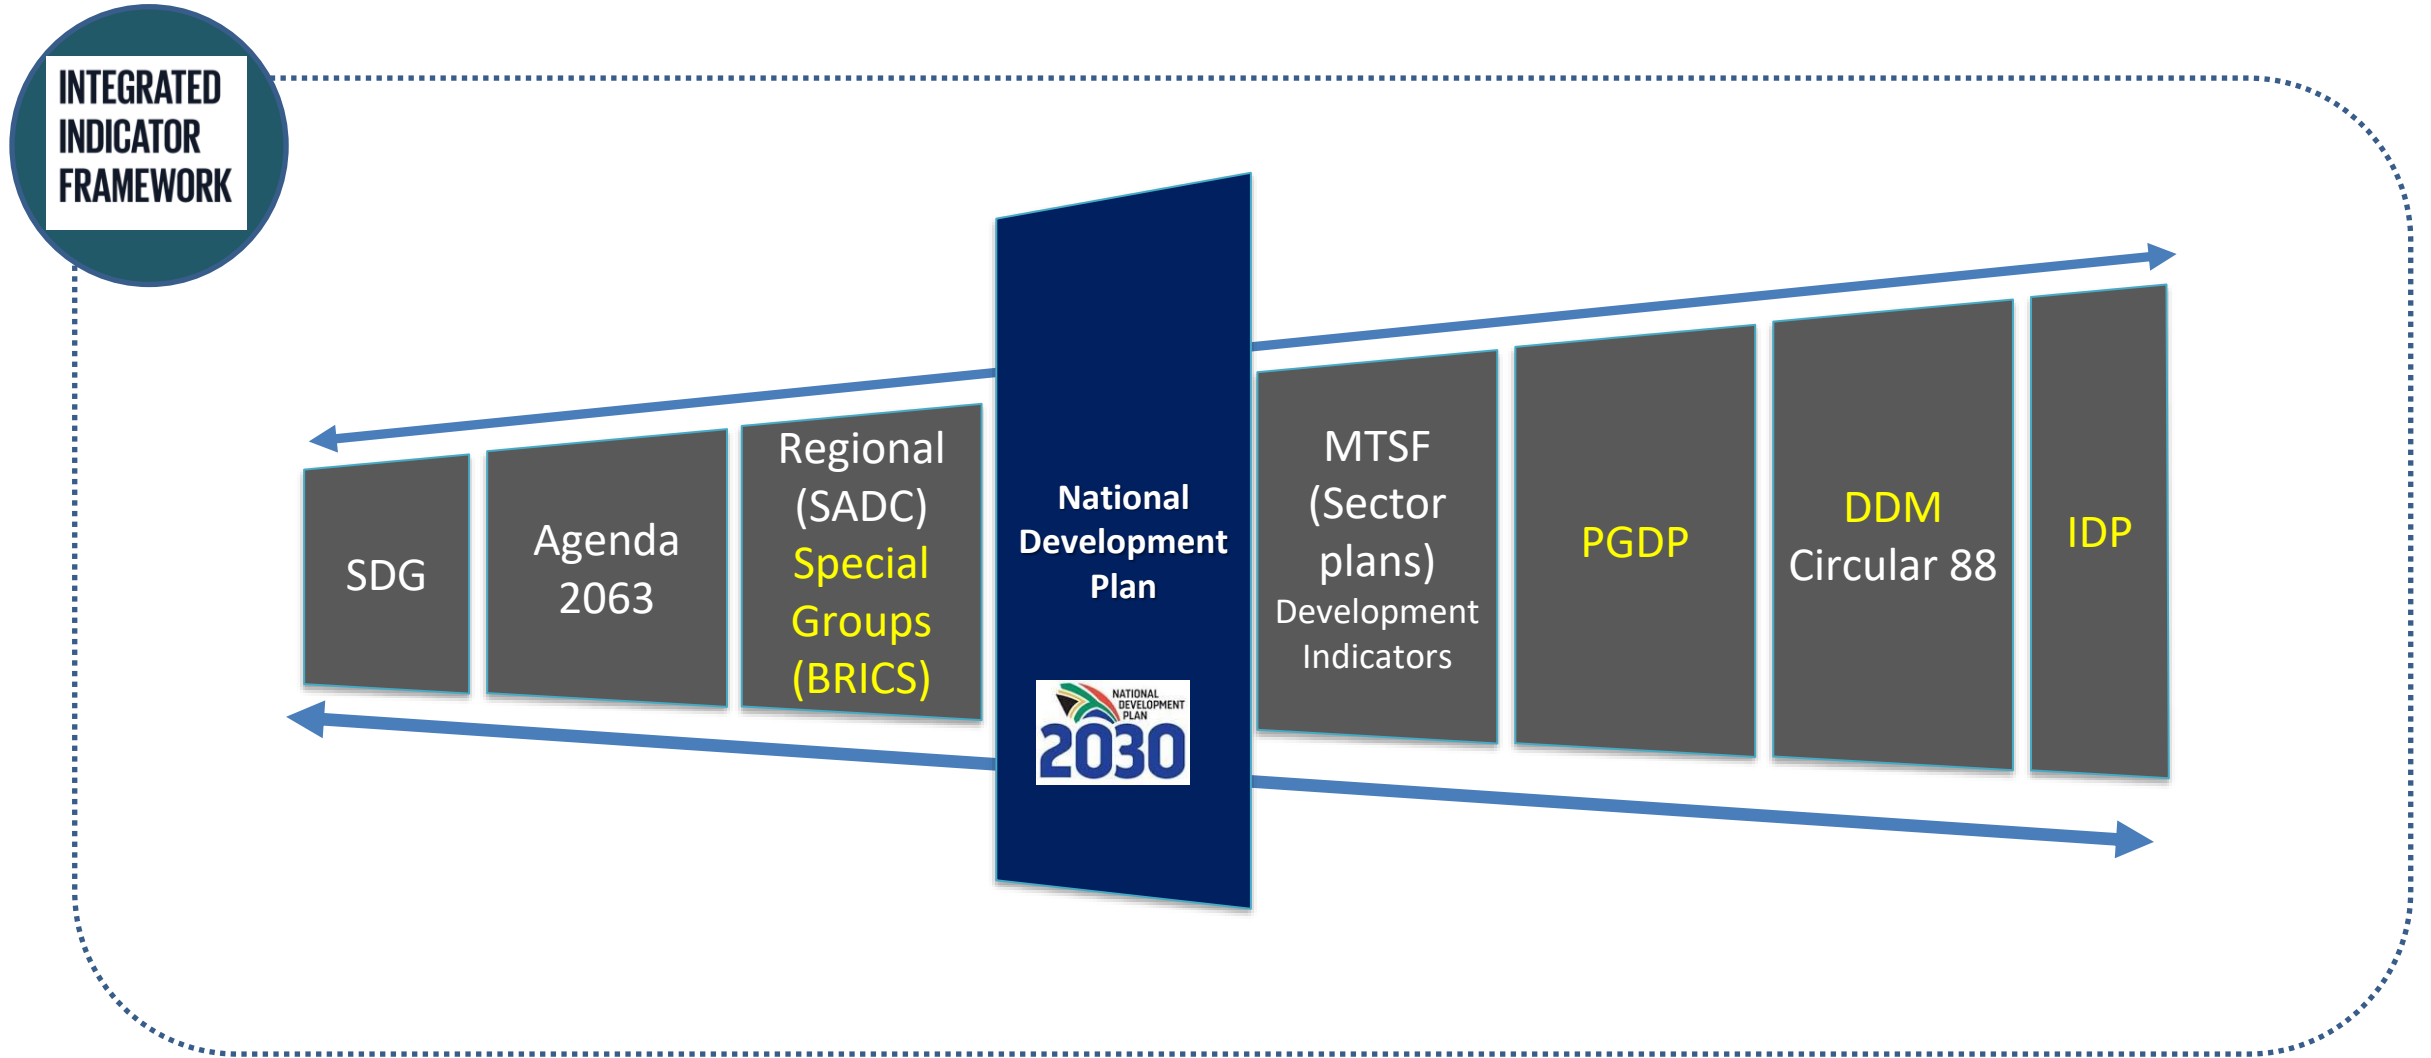 INTEGRATED
INDICATOR
FRAMEWORK
SDG
Agenda
2063
Regional
(SADC)
Special
Groups
(BRICS)
National
Development
Plan
NATIONAL
DEVELOPMENT
PLAN
2030
MTSF
(Sector
plans)
Development
Indicators
PGDP
DDM
Circular 88
IDP